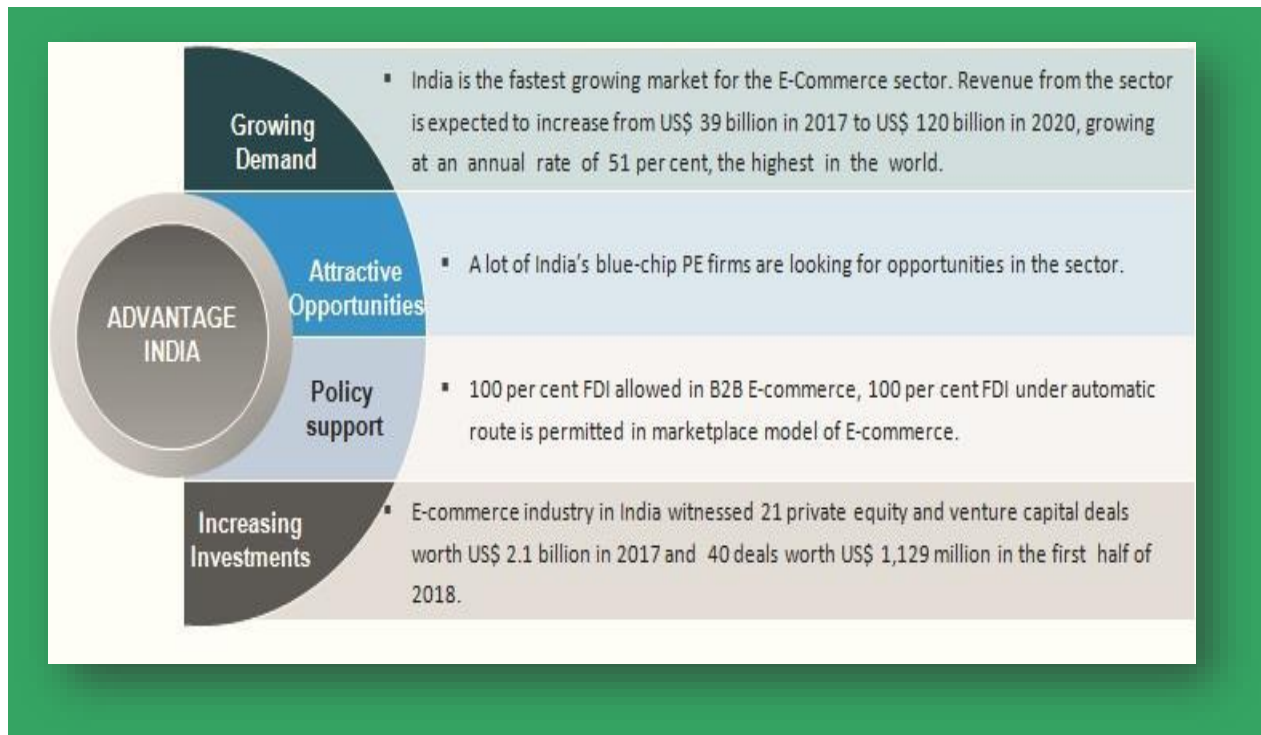 ADVANTAGE
INDIA
Growing
Demand
▪ India is the fastest growing market for the E-Commerce sector. Revenue from the sector
is expected to increase from US$ 39 billion in 2017 to US$ 120 billion in 2020, growing
at an annual rate of 51 per cent, the highest in the world.
Attractive
Opportunities
▪ A lot of India's blue-chip PE firms are looking for opportunities in the sector.
Policy
support
▪ 100 per cent FDI allowed in B2B E-commerce, 100 per cent FDI under automatic
route is permitted in marketplace model of E-commerce.
Increasing
Investments
▪ E-commerce industry in India witnessed 21 private equity and venture capital deals
worth US$ 2.1 billion in 2017 and 40 deals worth US$ 1,129 million in the first half of
2018.